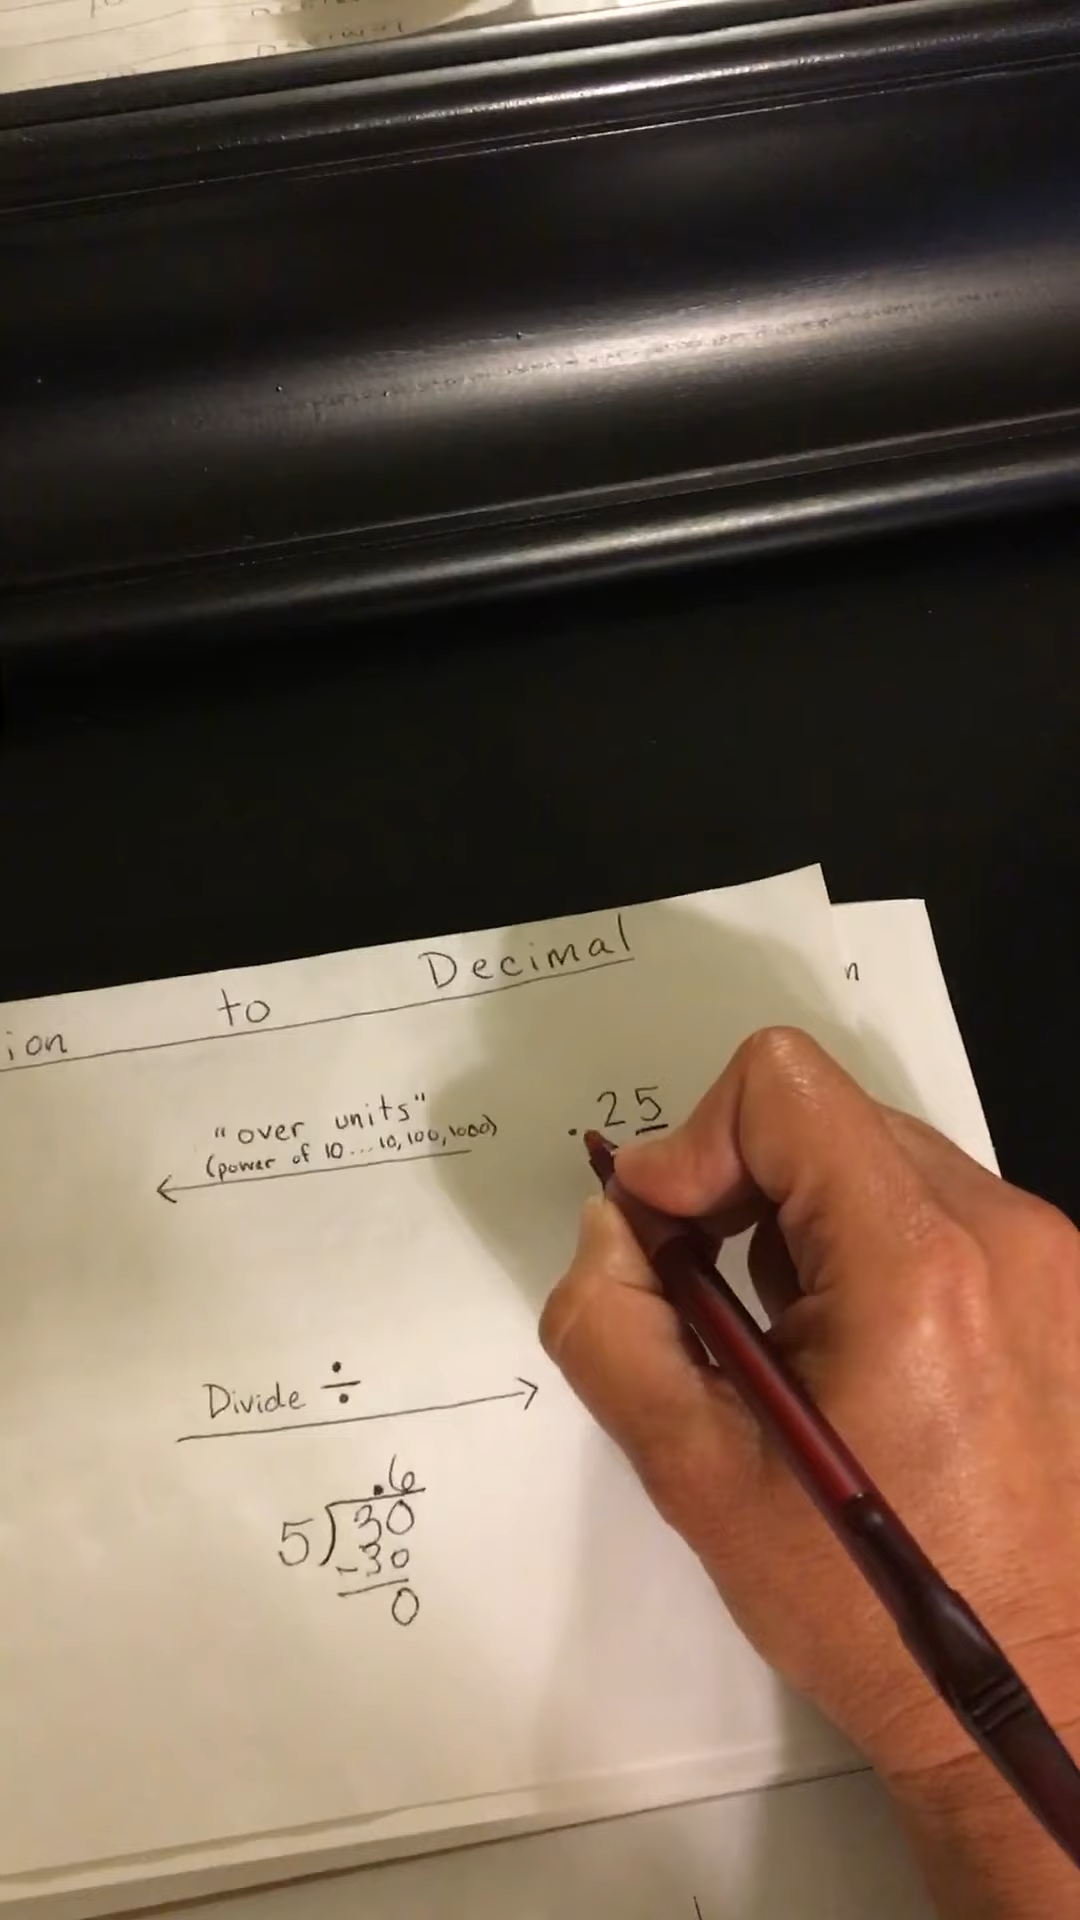 ion to Decimal
n
"over units"
(power of 10...10,100,1000)
.25
Divide ÷
.6
5)30
-30
0